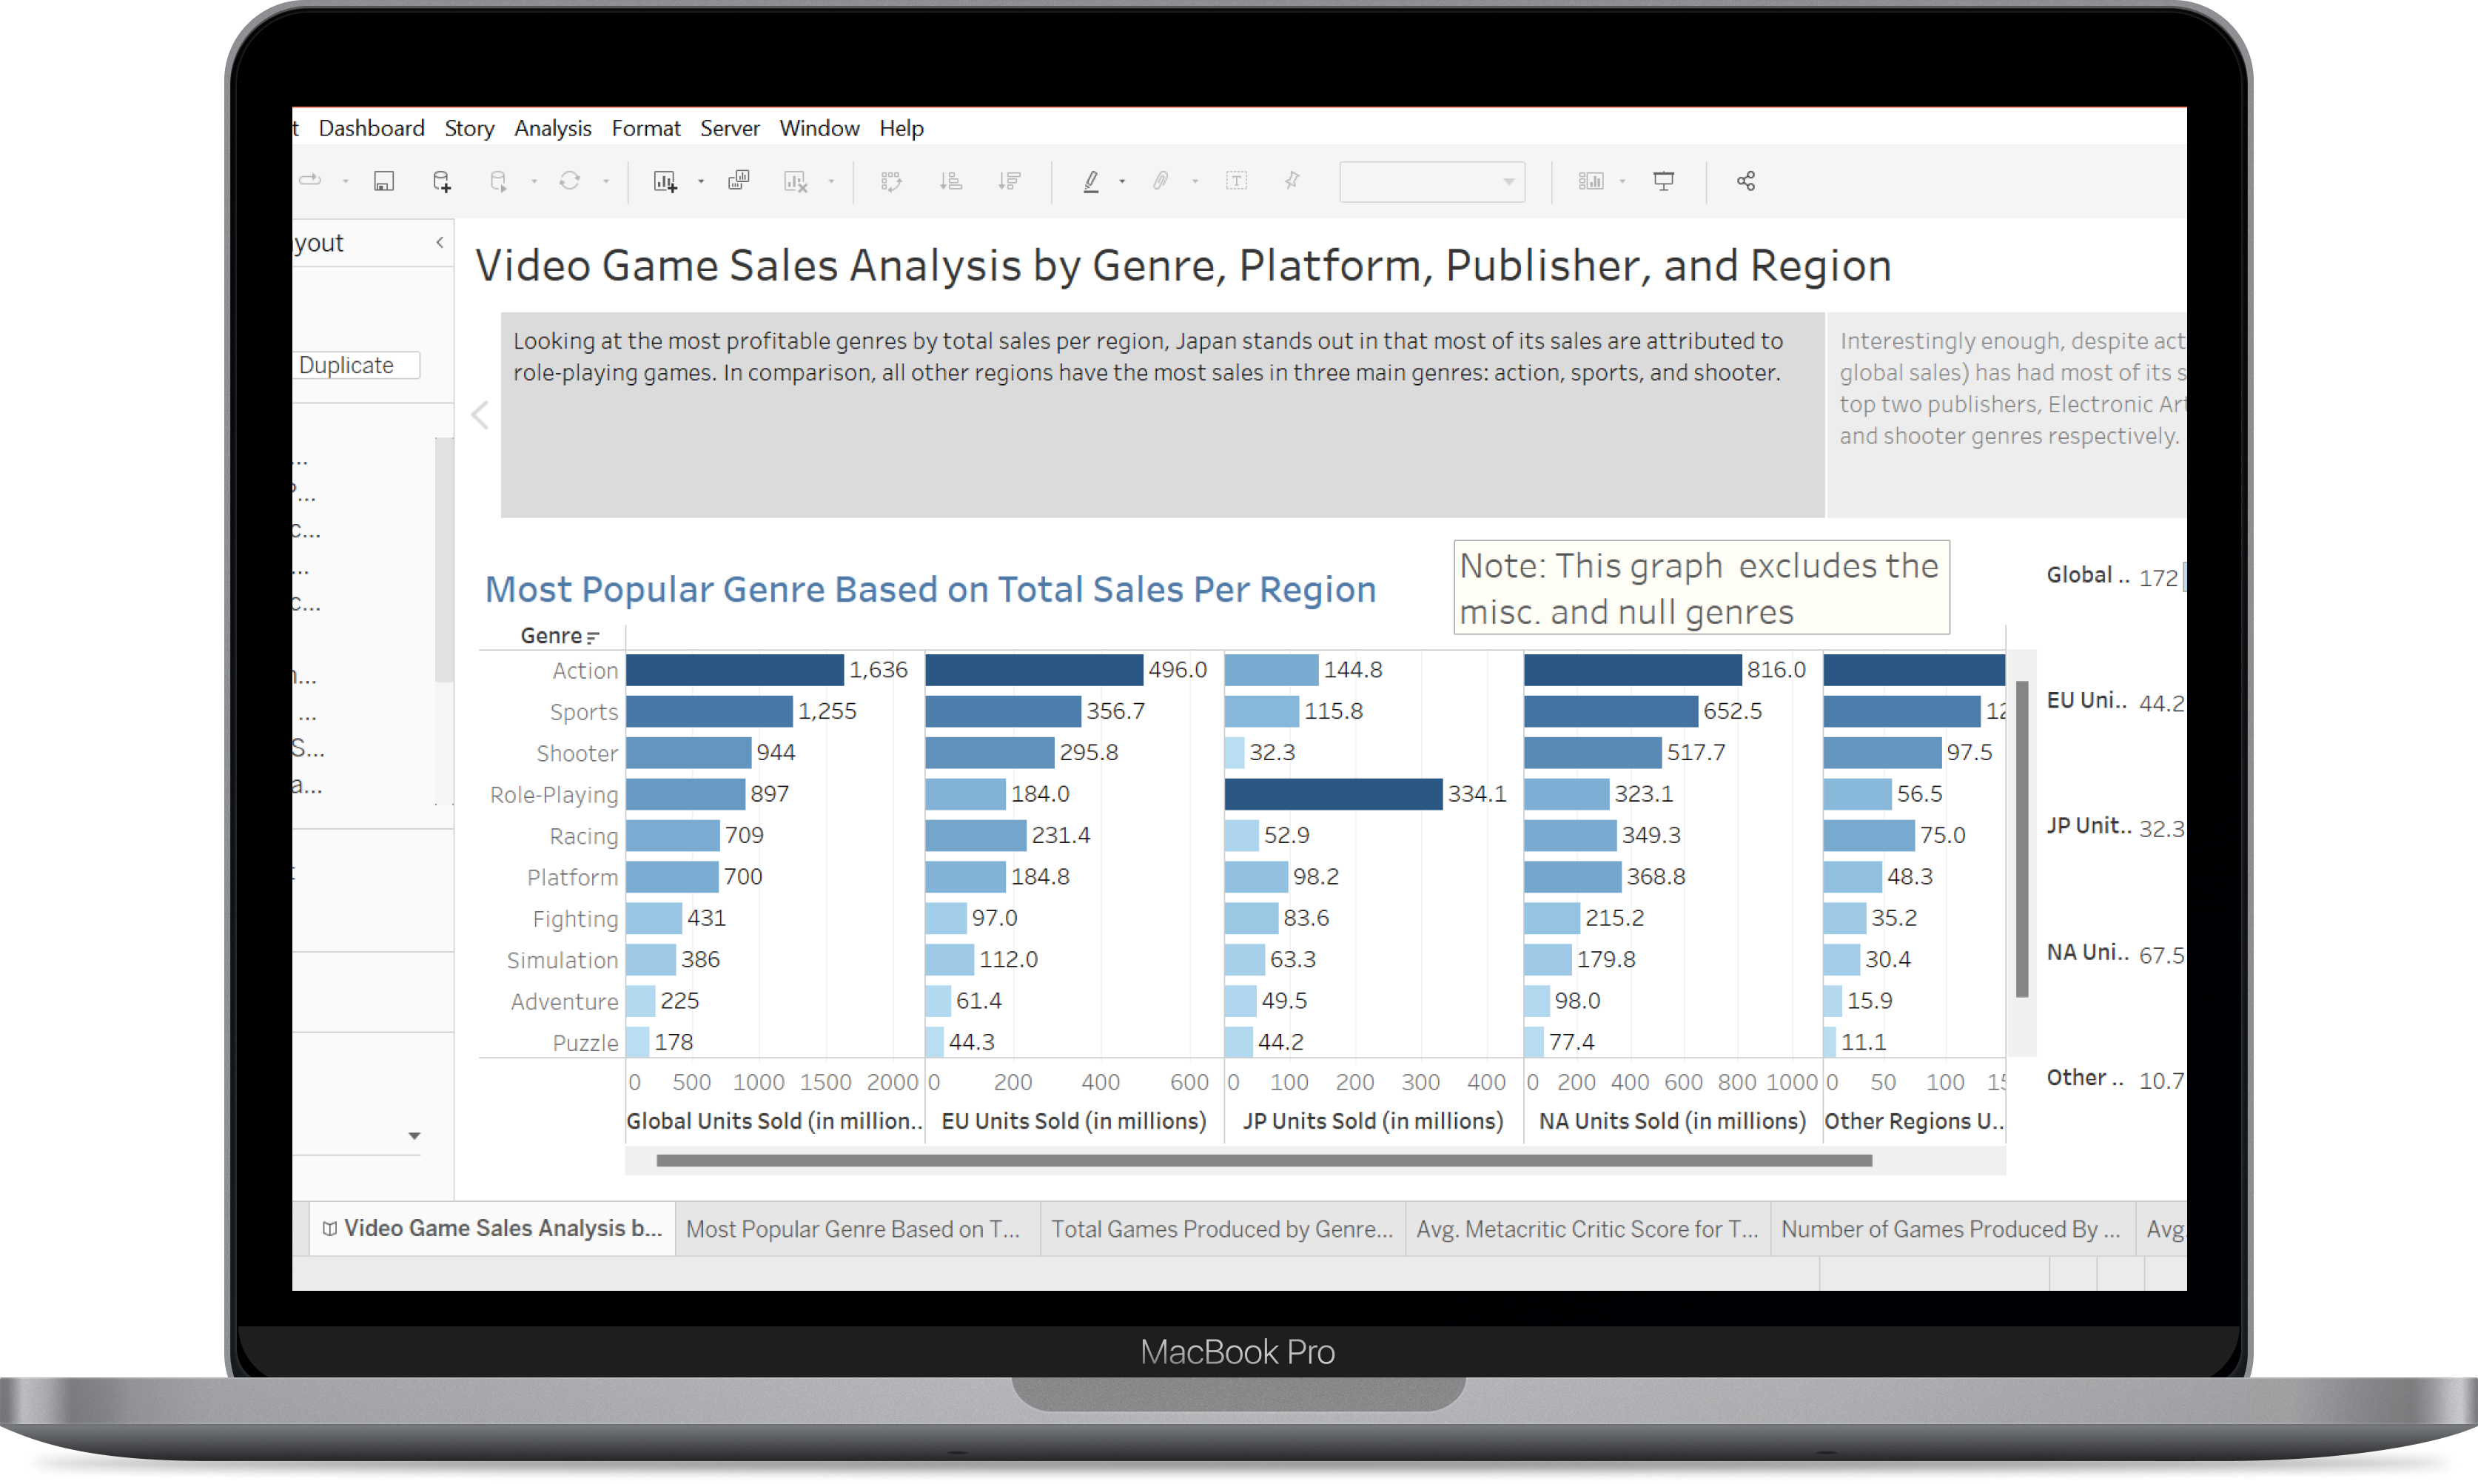 t Dashboard Story Analysis Format Server Window Help
yout
Duplicate
Video Game Sales Analysis by Genre, Platform, Publisher, and Region
Looking at the most profitable genres by total sales per region, Japan stands out in that most of its sales are attributed to
role-playing games. In comparison, all other regions have the most sales in three main genres: action, sports, and shooter.
Interestingly enough, despite act
global sales) has had most of its s
top two publishers, Electronic Art
and shooter genres respectively.
Most Popular Genre Based on Total Sales Per Region
Note: This graph excludes the
misc. and null genres
Genre
Action 1,636 496.0 144.8 816.0
Sports 1,255 356.7 115.8 652.5 12
Shooter 944 295.8 32.3 517.7 97.5
Role-Playing 897 184.0 334.1 323.1 56.5
Racing 709 231.4 52.9 349.3 75.0
Platform 700 184.8 98.2 368.8 48.3
Fighting 431 97.0 83.6 215.2 35.2
Simulation 386 112.0 63.3 179.8 30.4
Adventure 225 61.4 49.5 98.0 15.9
Puzzle 178 44.3 44.2 77.4 11.1
0 500 1000 1500 2000 0 200 400 600 0 100 200 300 400 0 200 400 600 800 1000 0 50 100 15
Global Units Sold (in million.. EU Units Sold (in millions) JP Units Sold (in millions) NA Units Sold (in millions) Other Regions U..
Global .. 172
EU Uni.. 44.2
JP Unit.. 32.3
NA Uni.. 67.5
Other .. 10.7
Video Game Sales Analysis b... Most Popular Genre Based on T... Total Games Produced by Genre... Avg. Metacritic Critic Score for T... Number of Games Produced By ... Avg.
MacBook Pro